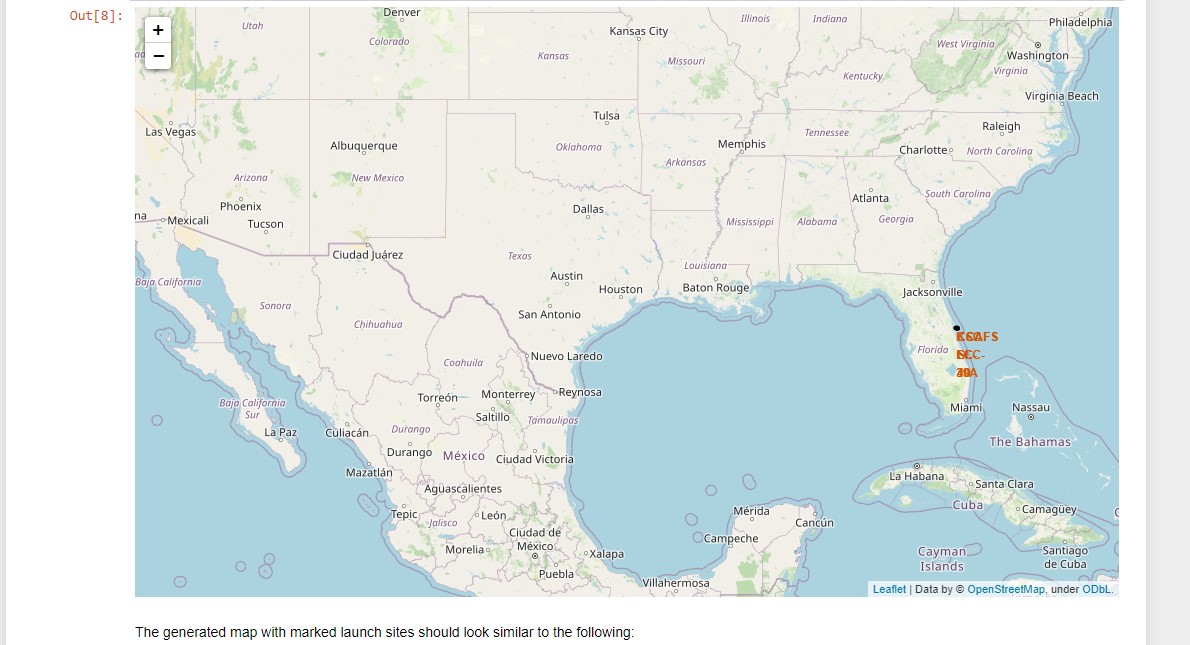 Out[8]:
+
−
Denver
Utah
Colorado
Kansas City
Kansas
Missouri
Illinois
Indiana
Philadelphia
West Virginia
Washington
Virginia
Kentucky
Virginia Beach
Las Vegas
Tulsa
Raleigh
Albuquerque
Oklahoma
Memphis
Tennessee
Charlotte
North Carolina
Arkansas
Arizona
New Mexico
Phoenix
Dallas
Atlanta
South Carolina
Mexicali
Tucson
Mississippi
Alabama
Georgia
Ciudad Juárez
Texas
Louisiana
Baja California
Austin
Houston
Baton Rouge
Jacksonville
Sonora
Chihuahua
San Antonio
Florida
Coahuila
Nuevo Laredo
Torreón
Monterrey
Reynosa
Baja California
Sur
Saltillo
Tamaulipas
Miami
Nassau
La Paz
Culiacán
Durango
Durango
México
Ciudad Victoria
The Bahamas
Mazatlán
Aguascalientes
La Habana
Santa Clara
Cuba
Camagüey
Tepic
Jalisco
León
Mérida
Cancún
Ciudad de
México
Campeche
Morelia
Xalapa
Cayman
Islands
Santiago
de Cuba
Puebla
Villahermosa
Leaflet | Data by © OpenStreetMap, under ODbL.
The generated map with marked launch sites should look similar to the following: